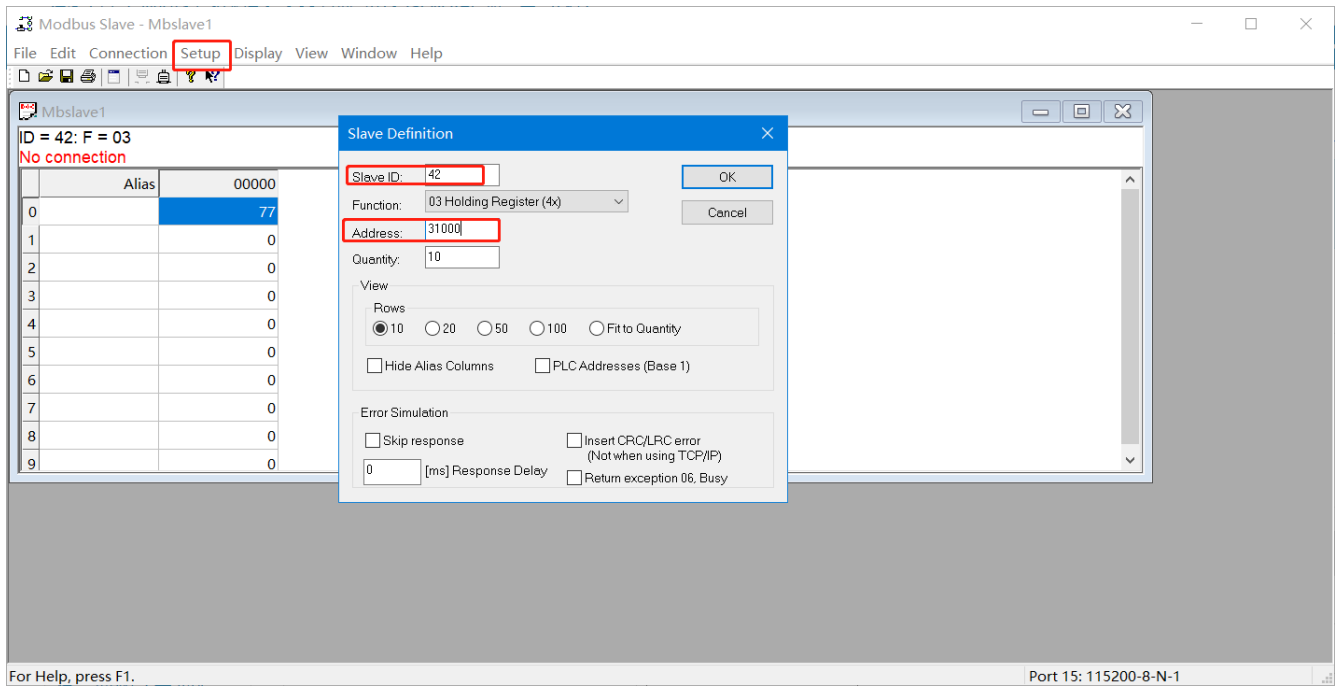 Modbus Slave - Mbslave1
File Edit Connection Setup Display View Window Help
Mbslave1
ID = 42: F = 03
No connection
Alias 00000
0 77
1 0
2 0
3 0
4 0
5 0
6 0
7 0
8 0
9 0
Slave Definition
Slave ID: 42
OK
Function: 03 Holding Register (4x)
Cancel
Address: 31000
Quantity: 10
View
Rows
10 20 50 100 Fit to Quantity
Hide Alias Columns PLC Addresses (Base 1)
Error Simulation
Skip response
Insert CRC/LRC error
(Not when using TCP/IP)
0 [ms] Response Delay
Return exception 06, Busy
For Help, press F1.
Port 15: 115200-8-N-1